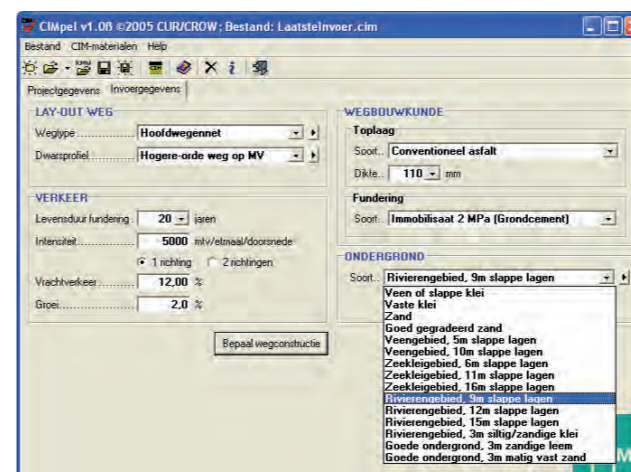 CIMpel v1.0ß ©2005 CUR/CROW; Bestand: LaatsteInvoer.cim
Bestand CIM-materialen Help
Projectgegevens Invoergegevens
LAY-OUT WEG
Wegtype Hoofdwegennet
Dwarsprofiel Hogere-orde weg op MV
VERKEER
Levensduur fundering 20 jaren
Intensiteit 5000 mtv/etmaal/doorsnede
1 richting 2 richtingen
Vrachtverkeer 12,00 %
Groei 2,0 %
Bepaal wegconstructie
WEGBOUWKUNDE
Toplaag
Soort.. Conventioneel asfalt
Dikte.. 110 mm
Fundering
Soort.. Immobilisaat 2 MPa (Grondcement)
ONDERGROND
Soort.. Rivierengebied, 9m slappe lagen
Veen of slappe klei
Vaste klei
Zand
Goed gegradeerd zand
Veengebied, 5m slappe lagen
Veengebied, 10m slappe lagen
Zeekleigebied, 6m slappe lagen
Zeekleigebied, 11m slappe lagen
Zeekleigebied, 16m slappe lagen
Rivierengebied, 9m slappe lagen
Rivierengebied, 12m slappe lagen
Rivierengebied, 15m slappe lagen
Rivierengebied, 3m siltig/zandige klei
Goede ondergrond, 3m zandige leem
Goede ondergrond, 3m matig vast zand
M